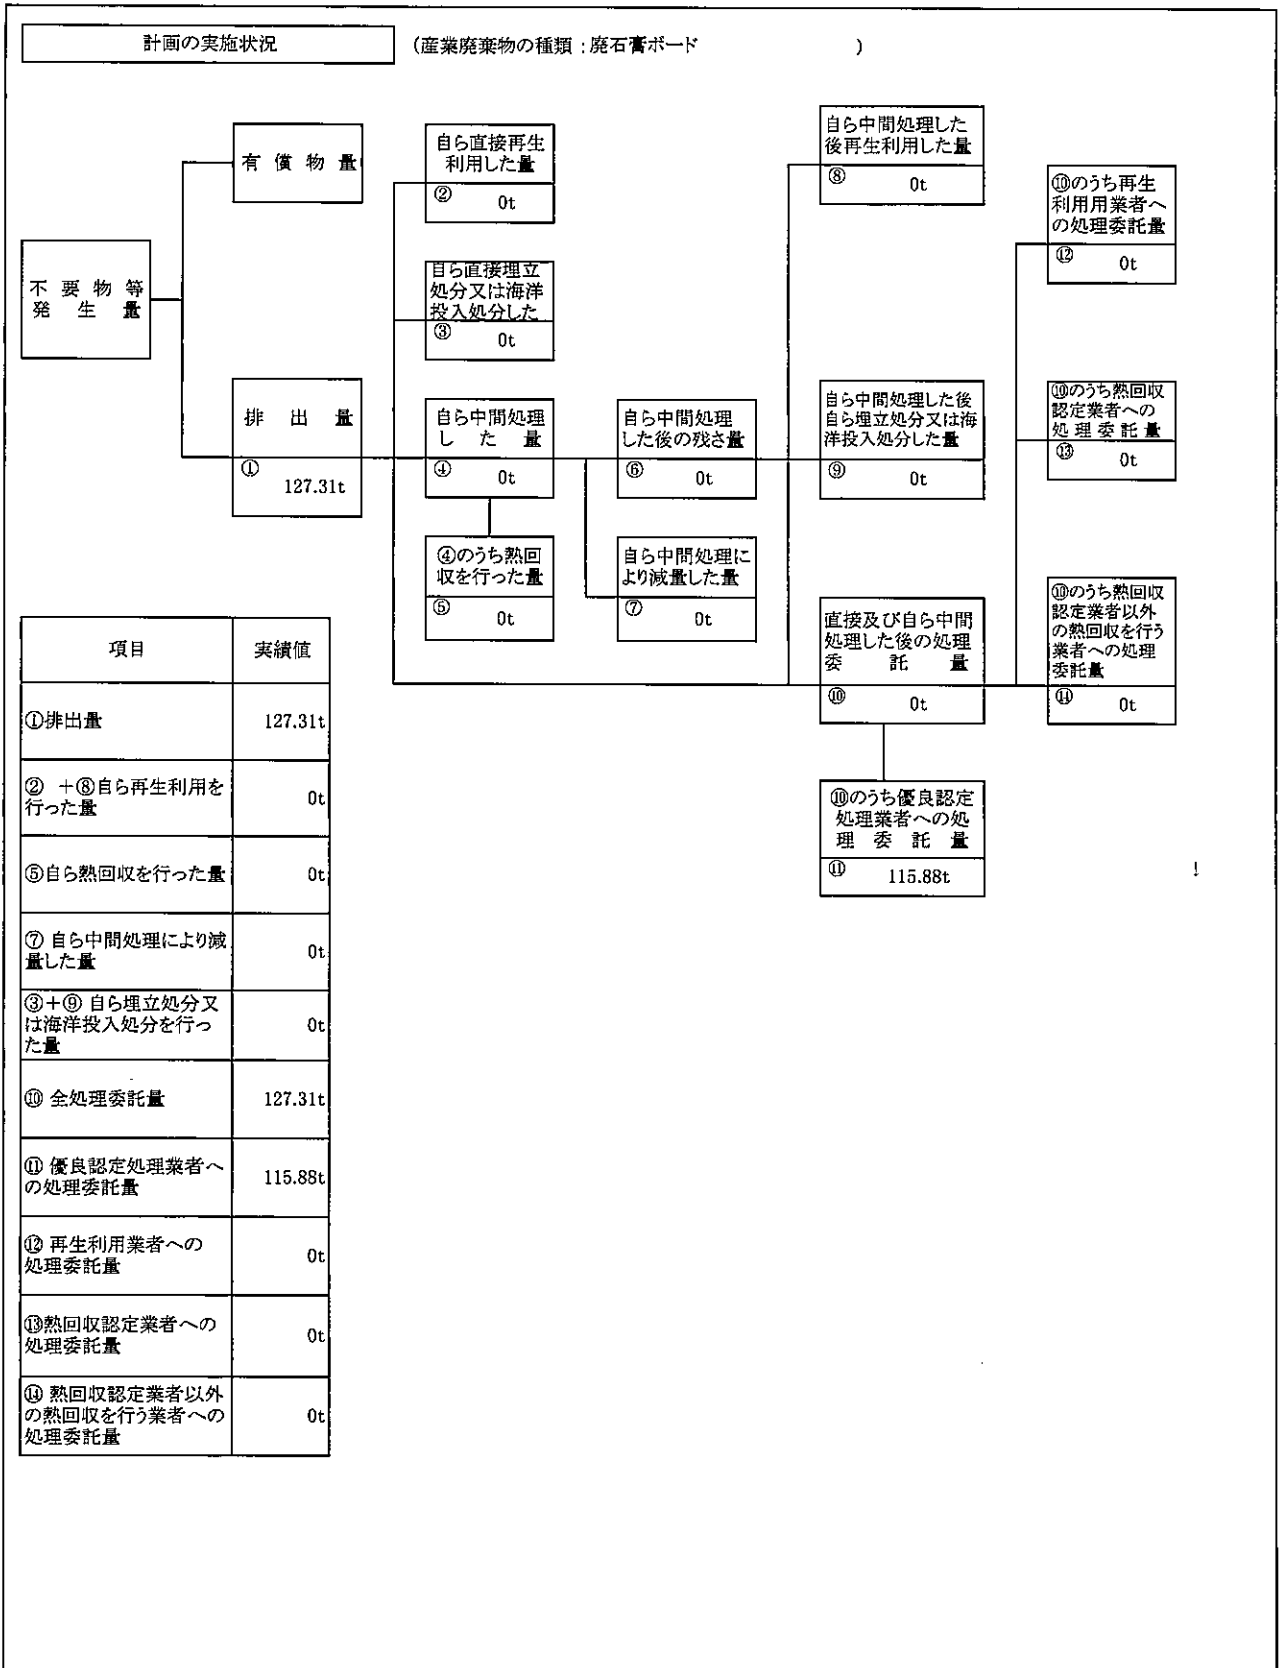 計画の実施状況
(産業廃棄物の種類：廃石膏ボード　　　　　)
有償物量
不要物等
発生量
排出量
①
127.31t
自ら直接再生
利用した量
②
0t
自ら直接埋立
処分又は海洋
投入処分した
③
0t
自ら中間処理
した量
④
0t
④のうち熱回
収を行った量
⑤
0t
自ら中間処理
した後の残さ量
⑥
0t
自ら中間処理に
より減量した量
⑦
0t
自ら中間処理した
後再生利用した量
⑧
0t
自ら中間処理した後
自ら埋立処分又は海
洋投入処分した量
⑨
0t
直接及び自ら中間
処理した後の処理
委託量
⑩
0t
⑩のうち優良認定
処理業者への処
理委託量
⑪
115.88t
⑩のうち再生
利用用業者へ
の処理委託量
⑫
0t
⑩のうち熱回収
認定業者への
処理委託量
⑬
0t
⑩のうち熱回収
認定業者以外
の熱回収を行う
業者への処理
委託量
⑭
0t
項目
実績値
①排出量
127.31t
②　+⑧自ら再生利用を
行った量
0t
⑤自ら熱回収を行った量
0t
⑦ 自ら中間処理により減
量した量
0t
③+⑨ 自ら埋立処分又
は海洋投入処分を行っ
た量
0t
⑩ 全処理委託量
127.31t
⑪ 優良認定処理業者へ
の処理委託量
115.88t
⑫ 再生利用業者への
処理委託量
0t
⑬熱回収認定業者への
処理委託量
0t
⑭ 熱回収認定業者以外
の熱回収を行う業者への
処理委託量
0t